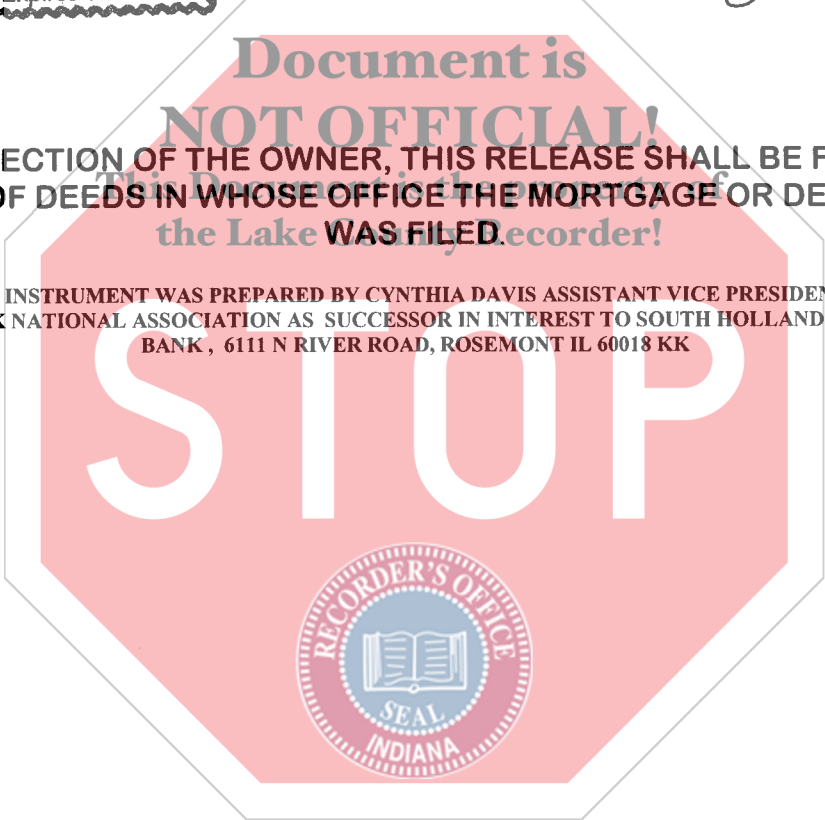 Document is
NOT OFFICIAL!
ECTION OF THE OWNER, THIS RELEASE SHALL BE F
This Document is the property of
OF DEEDS IN WHOSE OFFICE THE MORTGAGE OR DE
the Lake County Recorder!
WAS FILED.
INSTRUMENT WAS PREPARED BY CYNTHIA DAVIS ASSISTANT VICE PRESIDEN
K NATIONAL ASSOCIATION AS SUCCESSOR IN INTEREST TO SOUTH HOLLAND
BANK , 6111 N RIVER ROAD, ROSEMONT IL 60018 KK
STOP
RECORDER'S OFFICE
SEAL
INDIANA